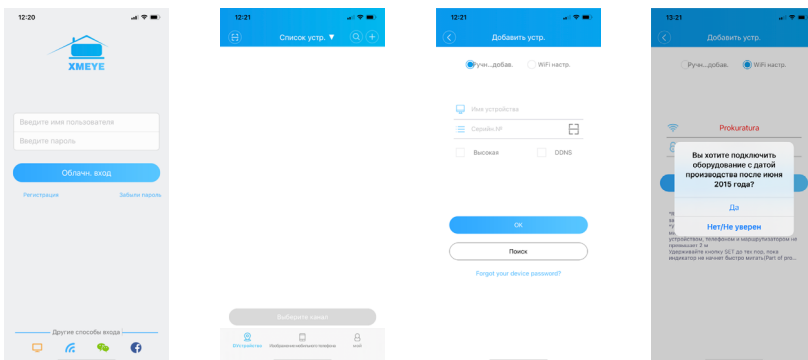 12:20
XMEYE
Введите имя пользователя
Введите пароль
Облачн. вход
Регистрация
Забыли пароль
Другие способы входа
12:21
Список устр. ▼
Выберите канал
12:21
Добавить устр.
Ручн...добав.
WiFi настр.
Имя устройства
Серийн.№
Высокая
DDNS
OK
Поиск
Forgot your device password?
13:21
Добавить устр.
Ручн...добав.
WiFi настр.
Prokuratura
Вы хотите подключить
оборудование с датой
производства после июня
2015 года?
Да
Нет/Не уверен
устройством, телефоном и маршрутизатором не
превышает 3 м
Удерживайте кнопку SET до тех пор, пока
индикатор не начнет быстро мигать(Part of pro...